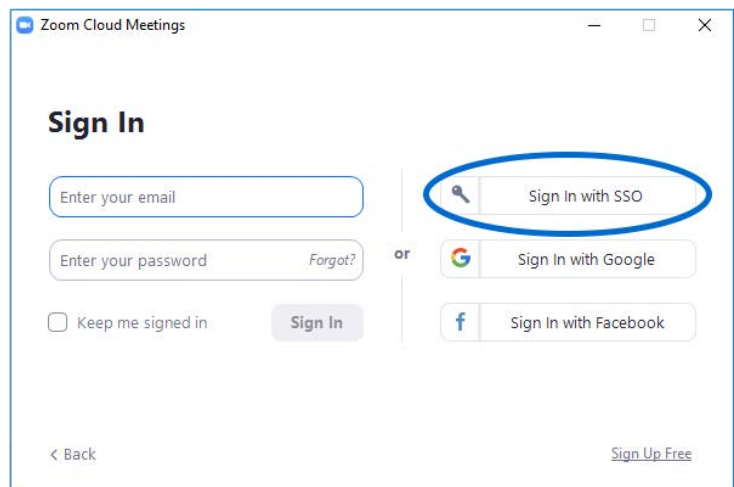 Zoom Cloud Meetings
Sign In
Enter your email
Enter your password Forgot?
Keep me signed in Sign In
or
Sign In with SSO
Sign In with Google
Sign In with Facebook
< Back
Sign Up Free